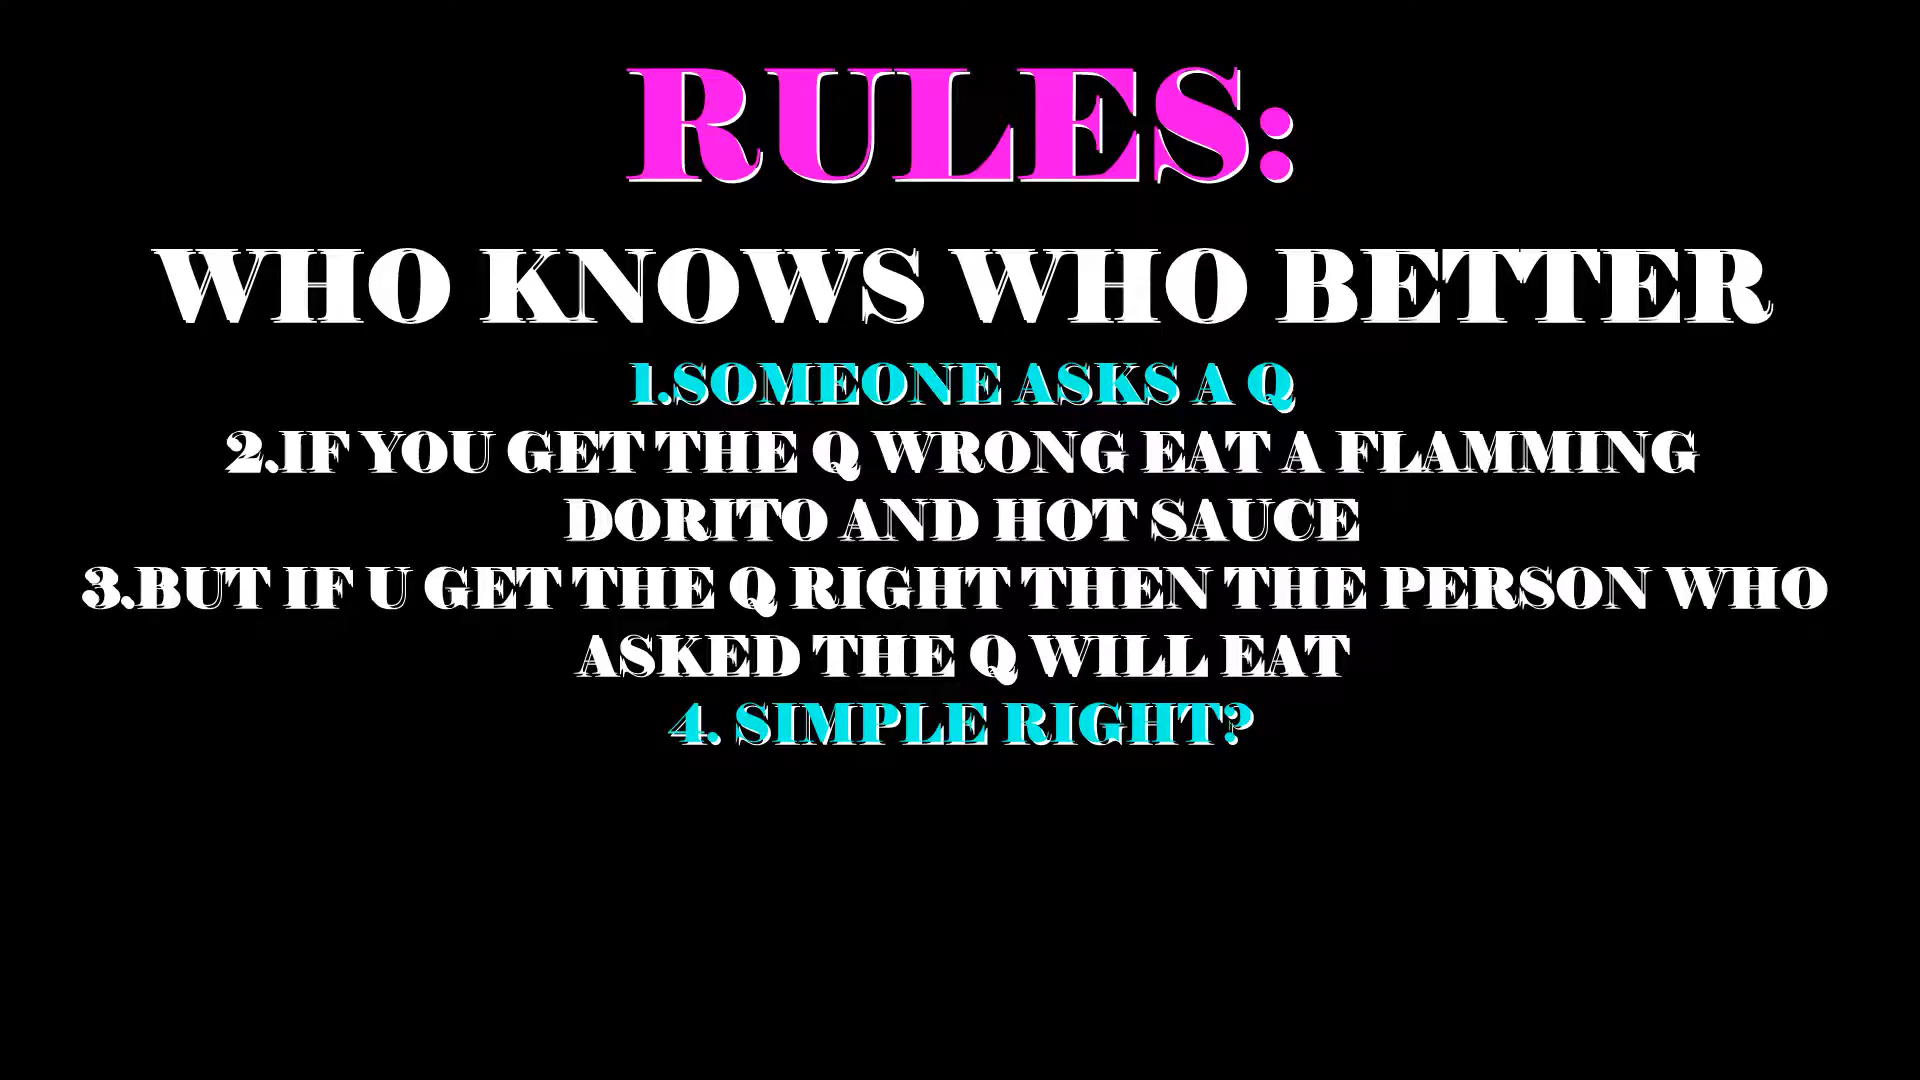 RULES:
WHO KNOWS WHO BETTER
1.SOMEONE ASKS A Q
2.IF YOU GET THE Q WRONG EAT A FLAMMING
DORITO AND HOT SAUCE
3.BUT IF U GET THE Q RIGHT THEN THE PERSON WHO
ASKED THE Q WILL EAT
4. SIMPLE RIGHT?